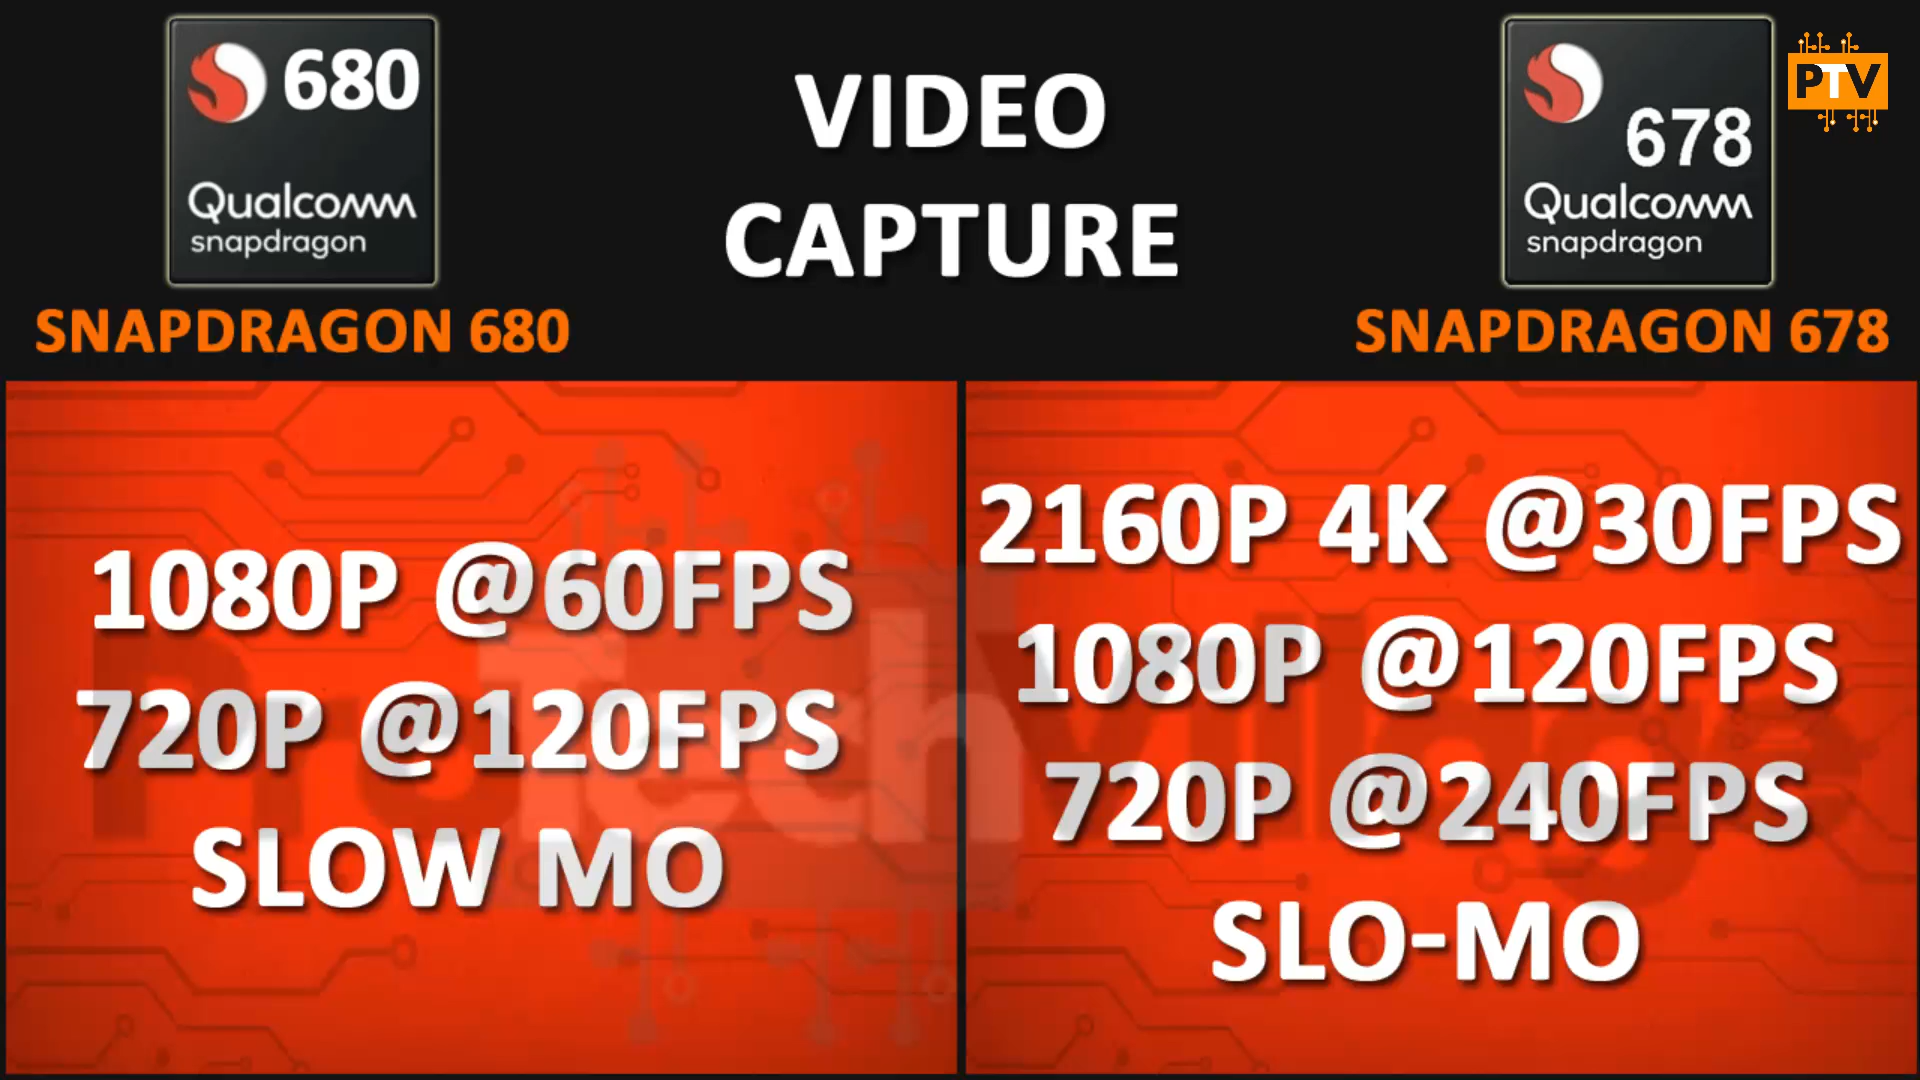 680
Qualcomm
snapdragon
SNAPDRAGON 680
VIDEO
CAPTURE
678
Qualcomm
snapdragon
SNAPDRAGON 678
PTV
1080P @60FPS
720P @120FPS
SLOW MO
2160P 4K @30FPS
1080P @120FPS
720P @240FPS
SLO-MO
ProTechVillage